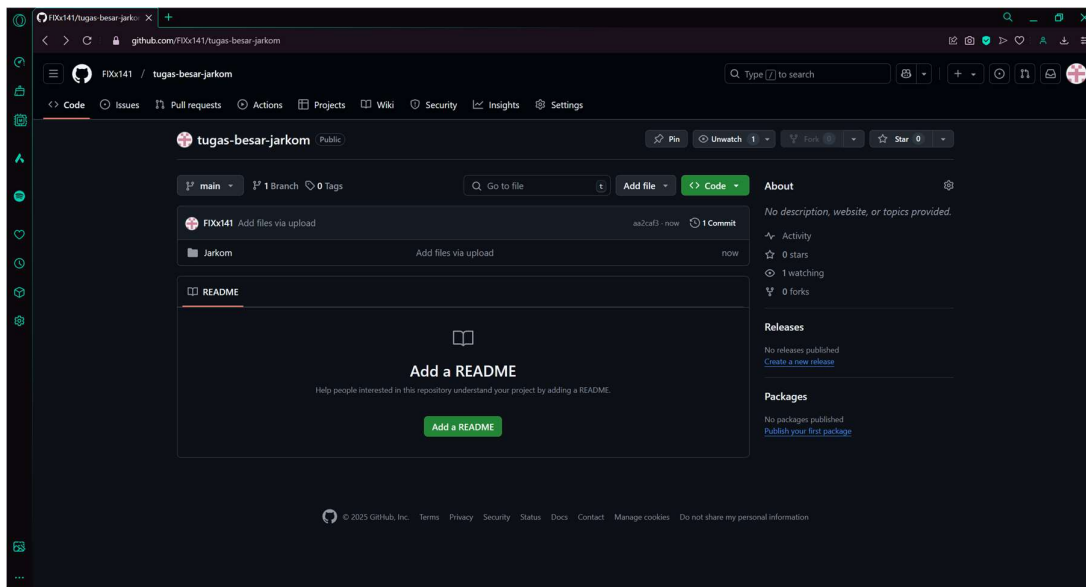 FIXx141/tugas-besar-jarko
github.com/FIXx141/tugas-besar-jarkom
FIXx141 / tugas-besar-jarkom
Type / to search
Code Issues Pull requests Actions Projects Wiki Security Insights Settings
tugas-besar-jarkom Public
Pin Unwatch 1 Fork 0 Star 0
main 1 Branch 0 Tags Go to file t Add file Code
FIXx141 Add files via upload aa2caf3 · now 1 Commit
Jarkom Add files via upload now
README
Add a README
Help people interested in this repository understand your project by adding a README.
Add a README
About
No description, website, or topics provided.
Activity
0 stars
1 watching
0 forks
Releases
No releases published
Create a new release
Packages
No packages published
Publish your first package
© 2025 GitHub, Inc. Terms Privacy Security Status Docs Contact Manage cookies Do not share my personal information